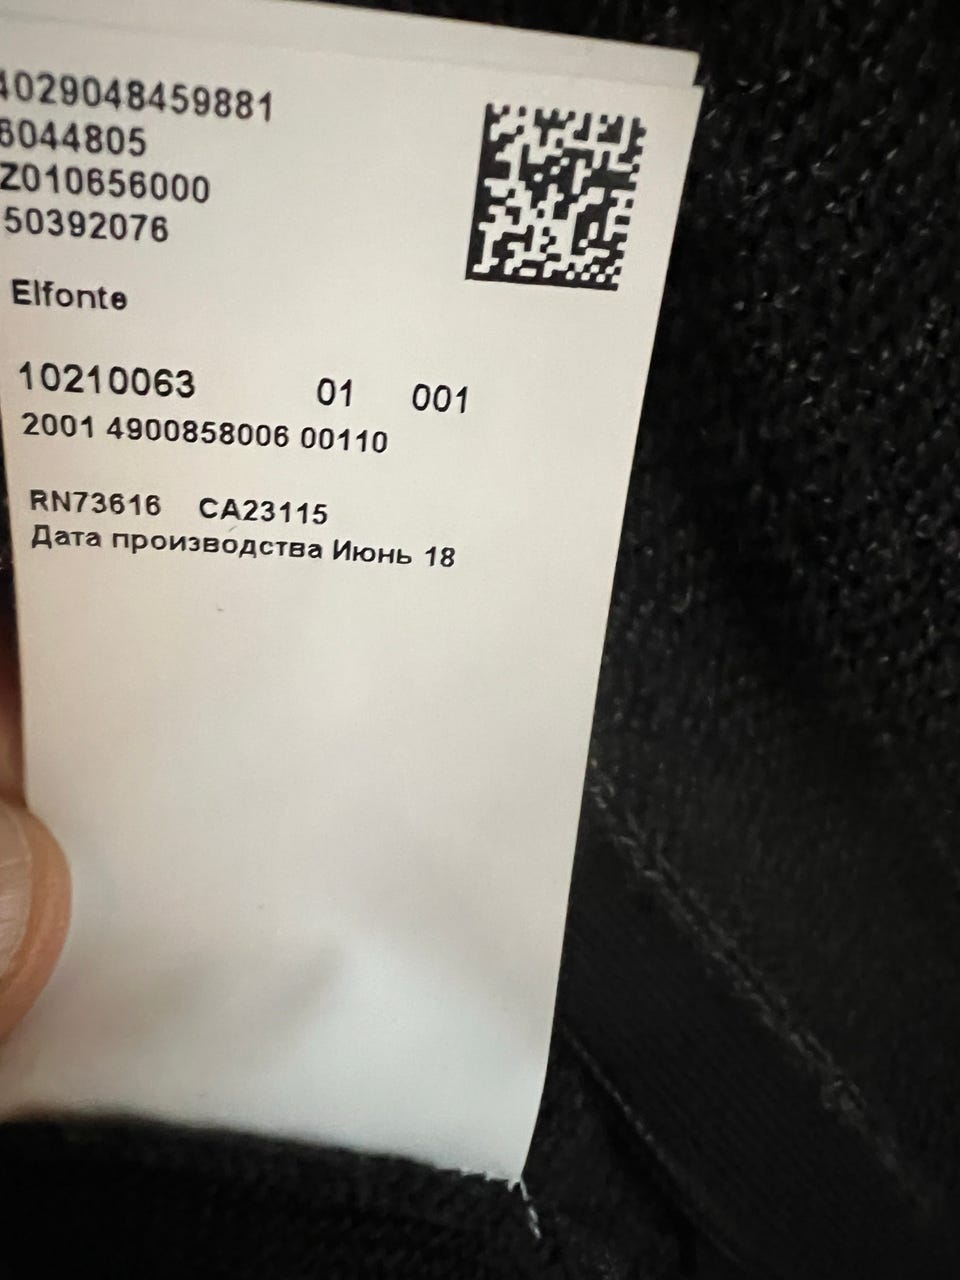 4029048459881
6044805
Z010656000
50392076
Elfonte
10210063 01 001
2001 4900858006 00110
RN73616 CA23115
Дата производства Июнь 18